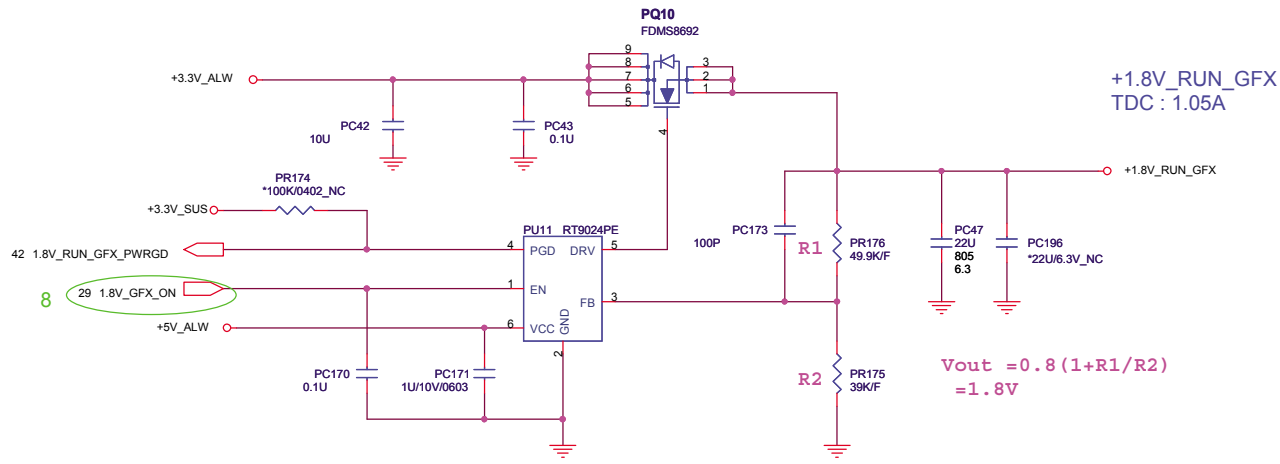 PQ10
FDMS8692
9
8
7
6
5
3
2
1
4
+3.3V_ALW
+1.8V_RUN_GFX
TDC : 1.05A
PC42
10U
PC43
0.1U
PR174
*100K/0402_NC
+3.3V_SUS
+1.8V_RUN_GFX
PU11 RT9024PE
42 1.8V_RUN_GFX_PWRGD
4
PGD
DRV
5
PC173
100P
R1
PR176
49.9K/F
PC47
22U
805
6.3
PC196
*22U/6.3V_NC
8
29 1.8V_GFX_ON
1
EN
FB
3
+5V_ALW
6
VCC
GND
2
PC170
0.1U
PC171
1U/10V/0603
R2
PR175
39K/F
Vout =0.8(1+R1/R2)
=1.8V